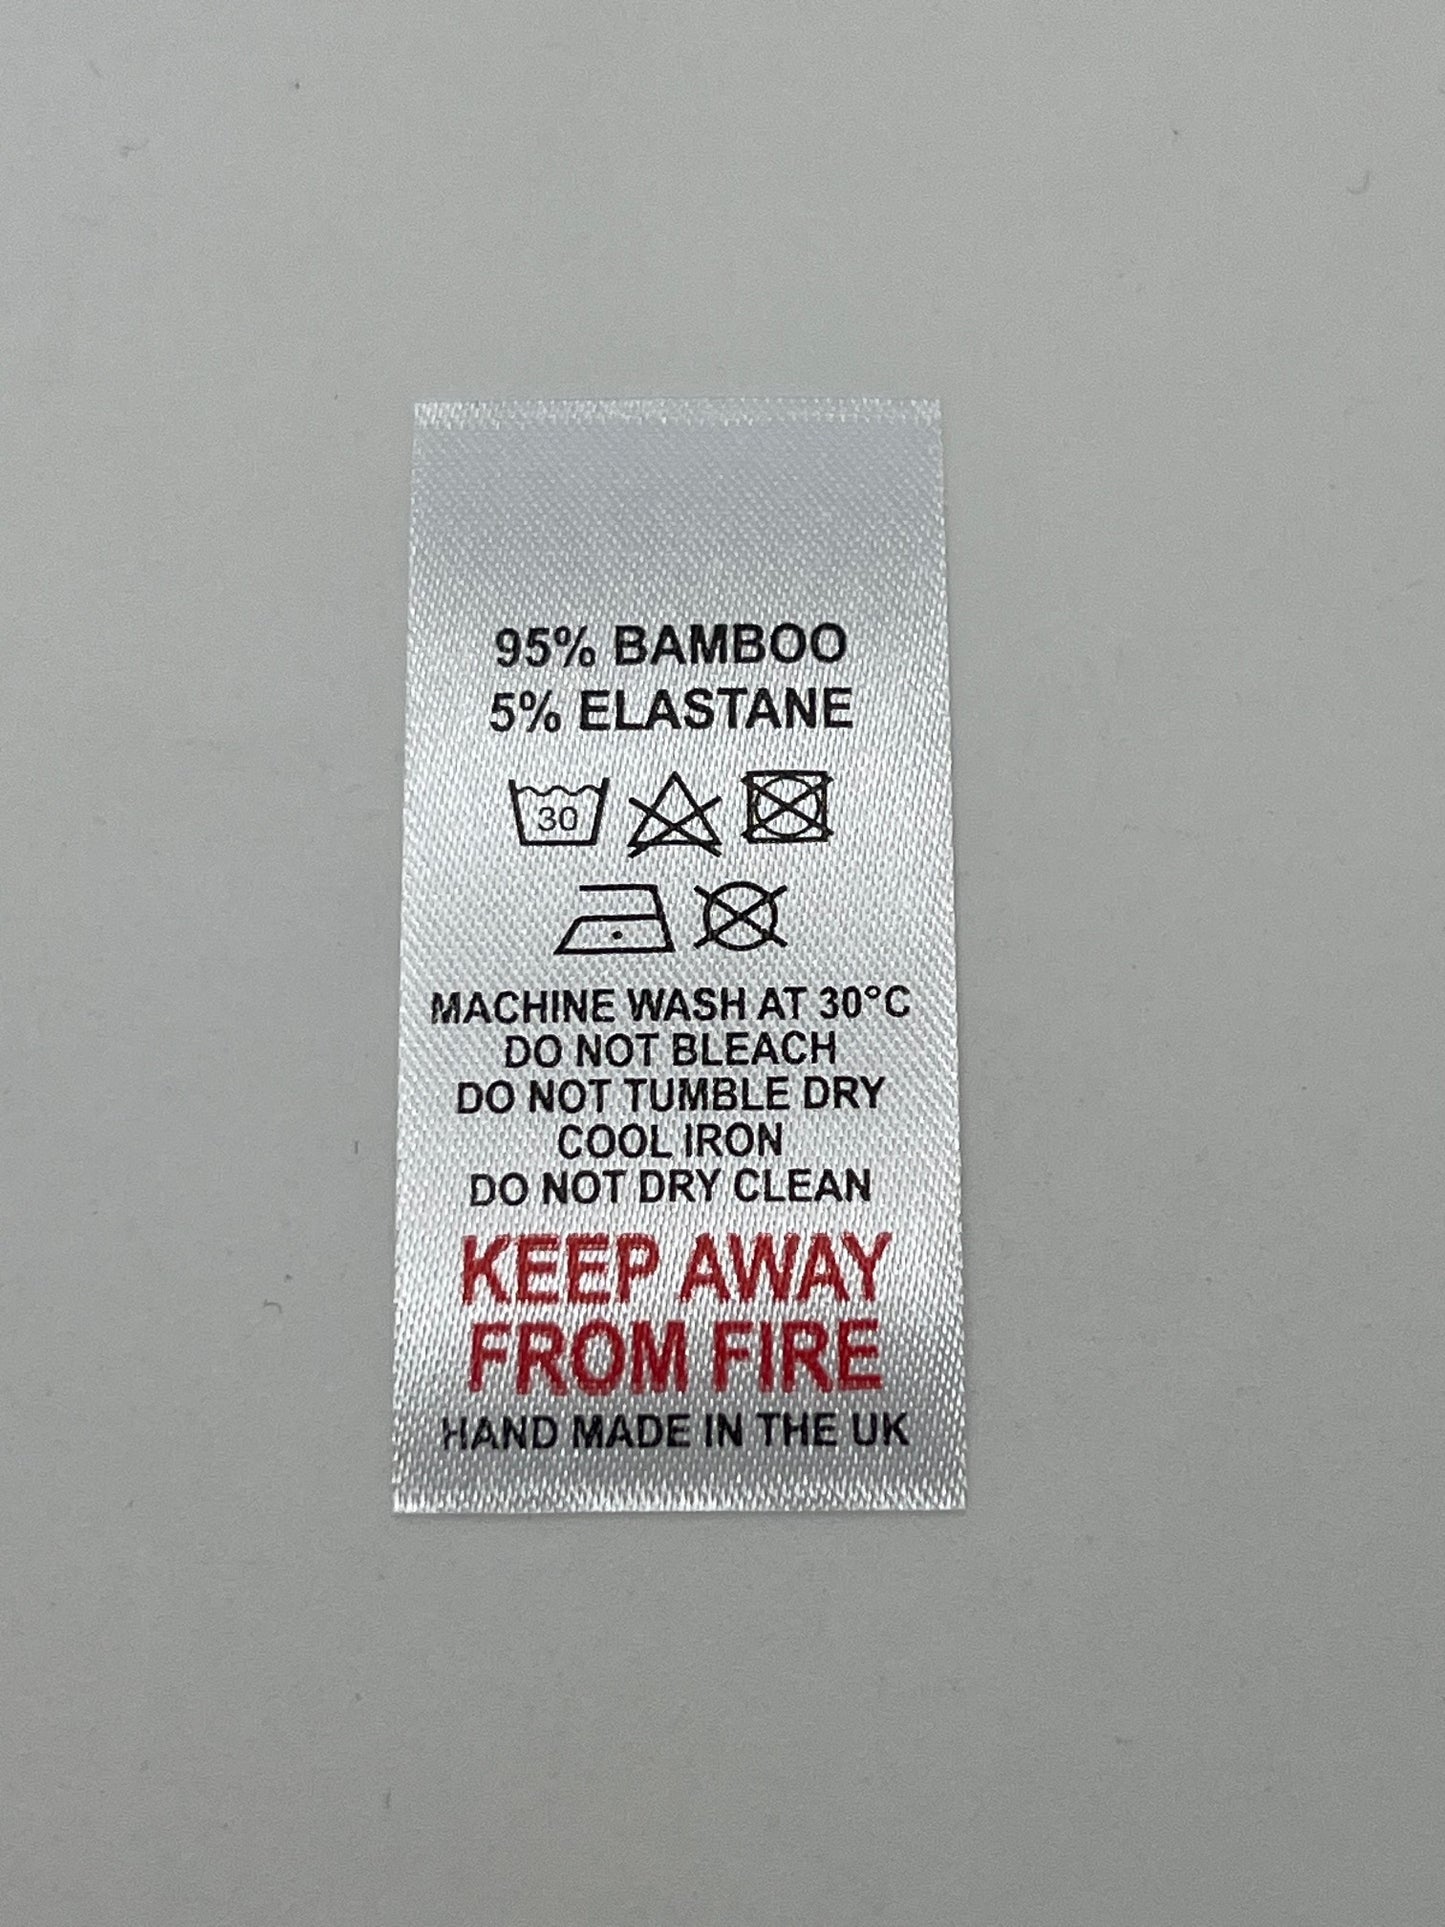 95% BAMBOO
5% ELASTANE
30
MACHINE WASH AT 30°C
DO NOT BLEACH
DO NOT TUMBLE DRY
COOL IRON
DO NOT DRY CLEAN
KEEP AWAY
FROM FIRE
HAND MADE IN THE UK